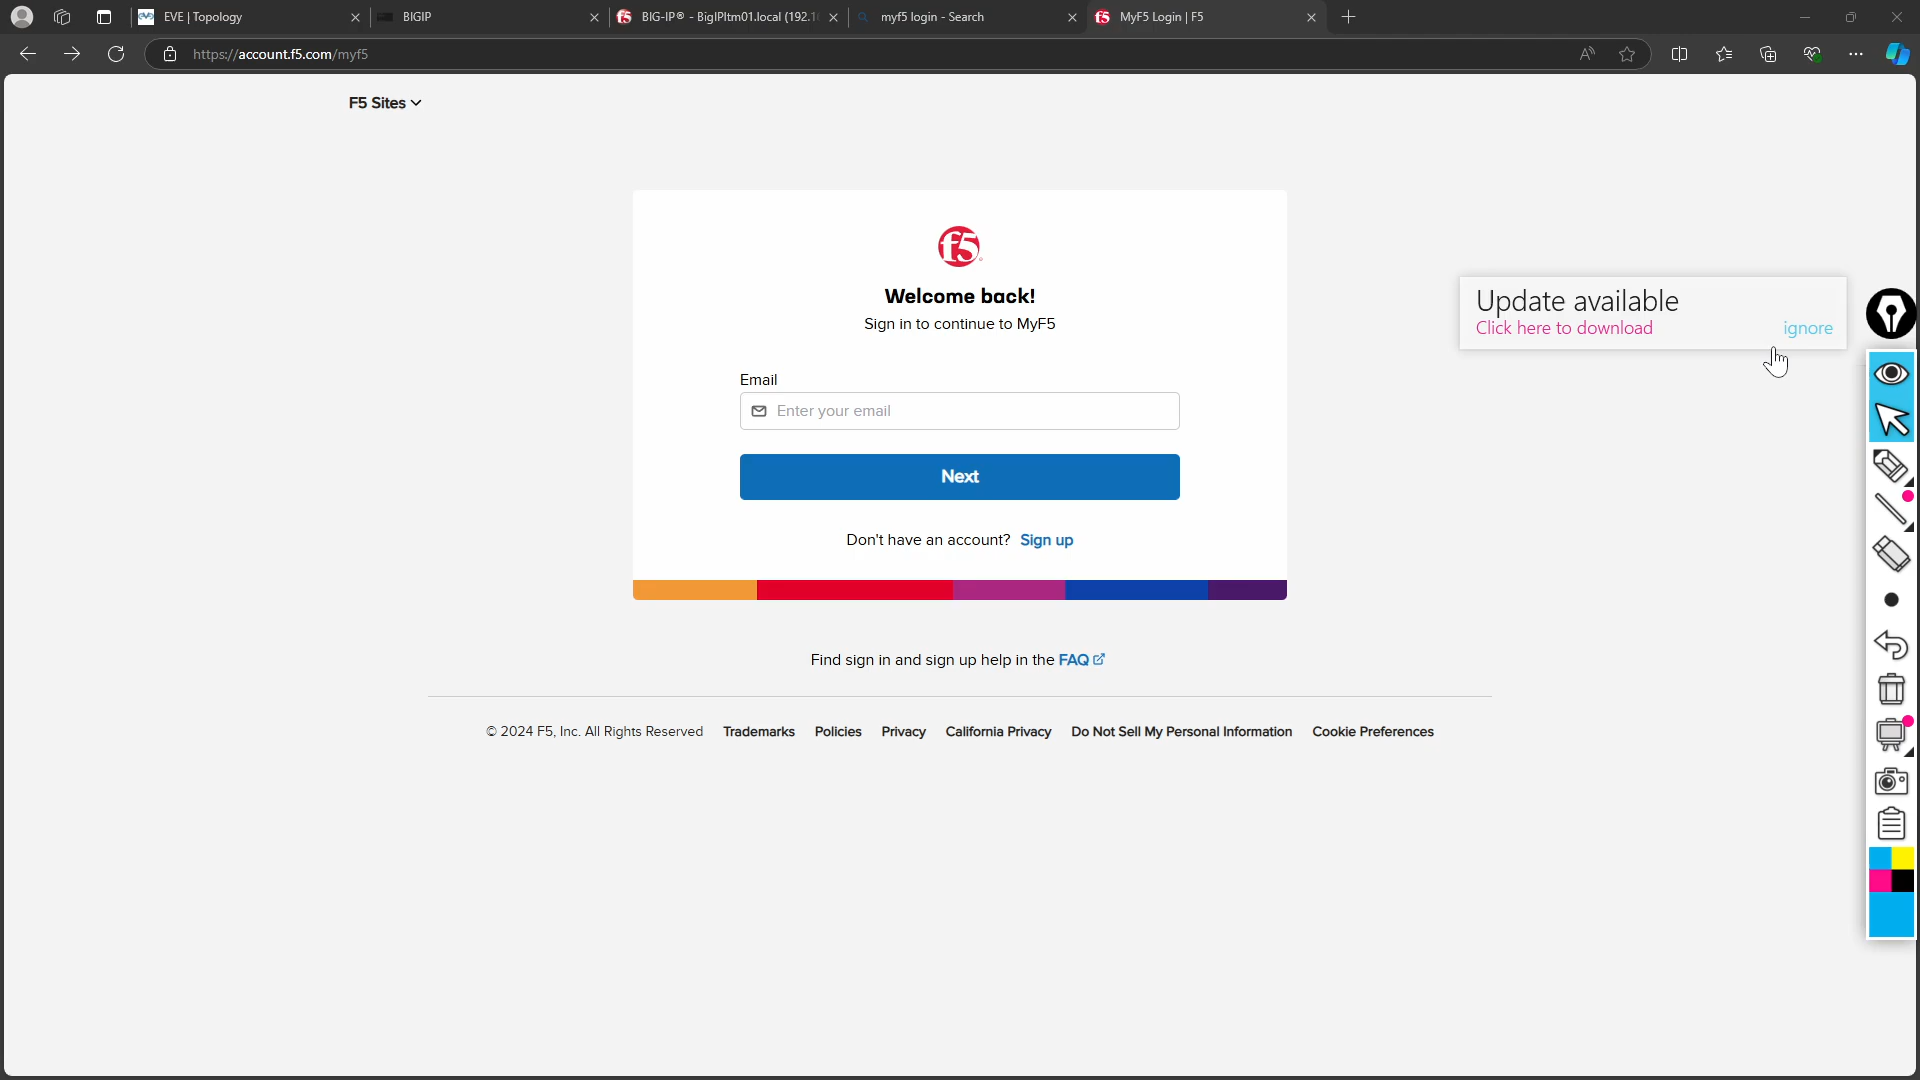 EVE | Topology
BIGIP
BIG-IP® - BigIPltm01.local (192.1
myf5 login - Search
MyF5 Login | F5
https://account.f5.com/myf5
F5 Sites
f5
Welcome back!
Sign in to continue to MyF5
Update available
Click here to download
ignore
Email
Enter your email
Next
Don't have an account? Sign up
Find sign in and sign up help in the FAQ
© 2024 F5, Inc. All Rights Reserved Trademarks Policies Privacy California Privacy Do Not Sell My Personal Information Cookie Preferences